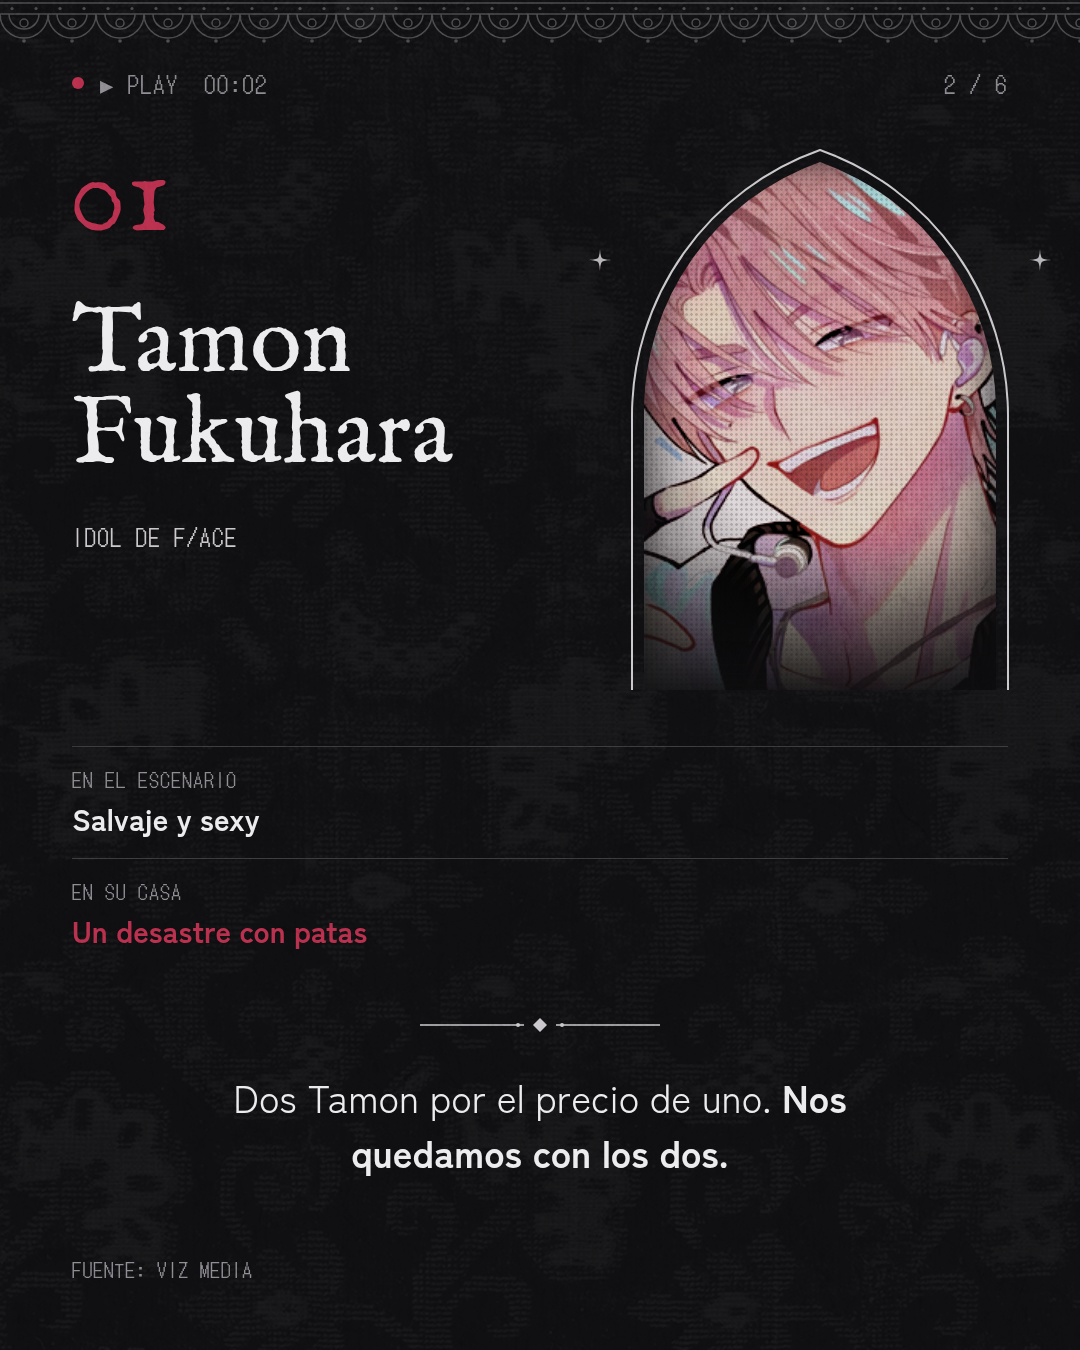 ▶ PLAY 00:02
2 / 6
01
Tamon
Fukuhara
IDOL DE F/ACE
EN EL ESCENARIO
Salvaje y sexy
EN SU CASA
Un desastre con patas
Dos Tamon por el precio de uno. Nos
quedamos con los dos.
FUENTE: VIZ MEDIA